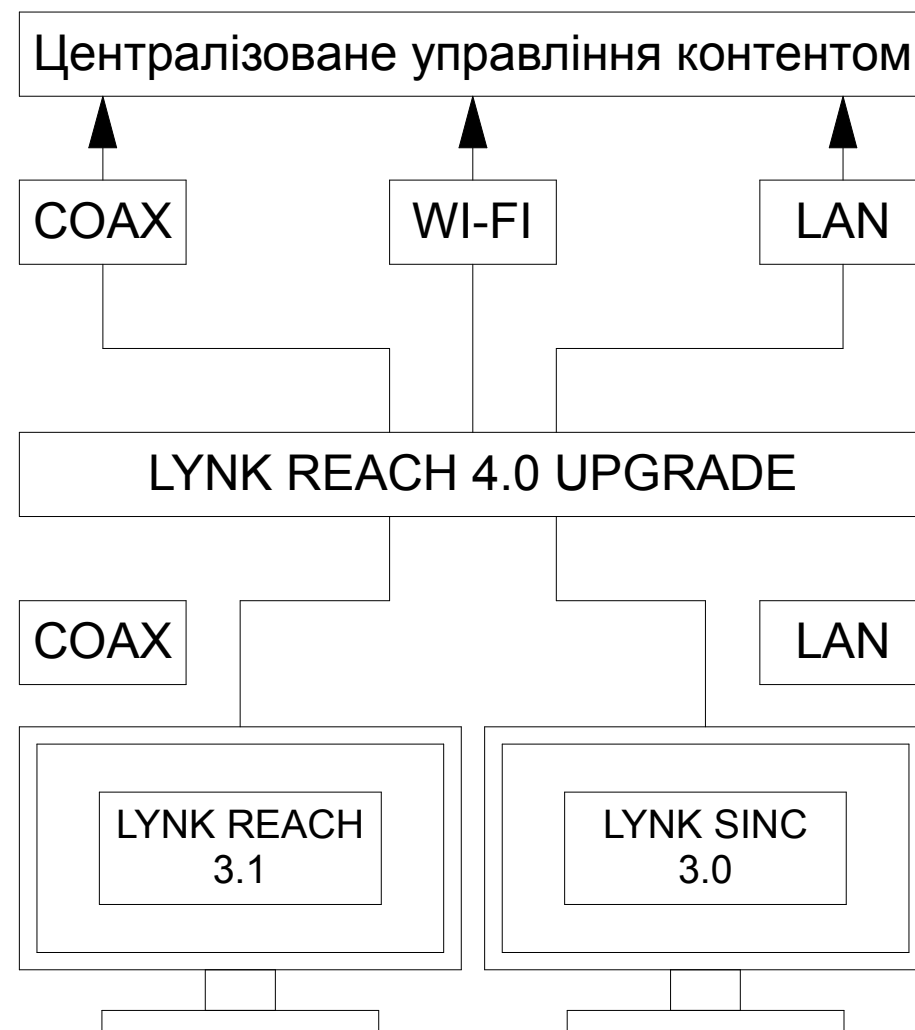 Централізоване управління контентом
COAX
WI-FI
LAN
LYNK REACH 4.0 UPGRADE
COAX
LAN
LYNK REACH
3.1
LYNK SINC
3.0